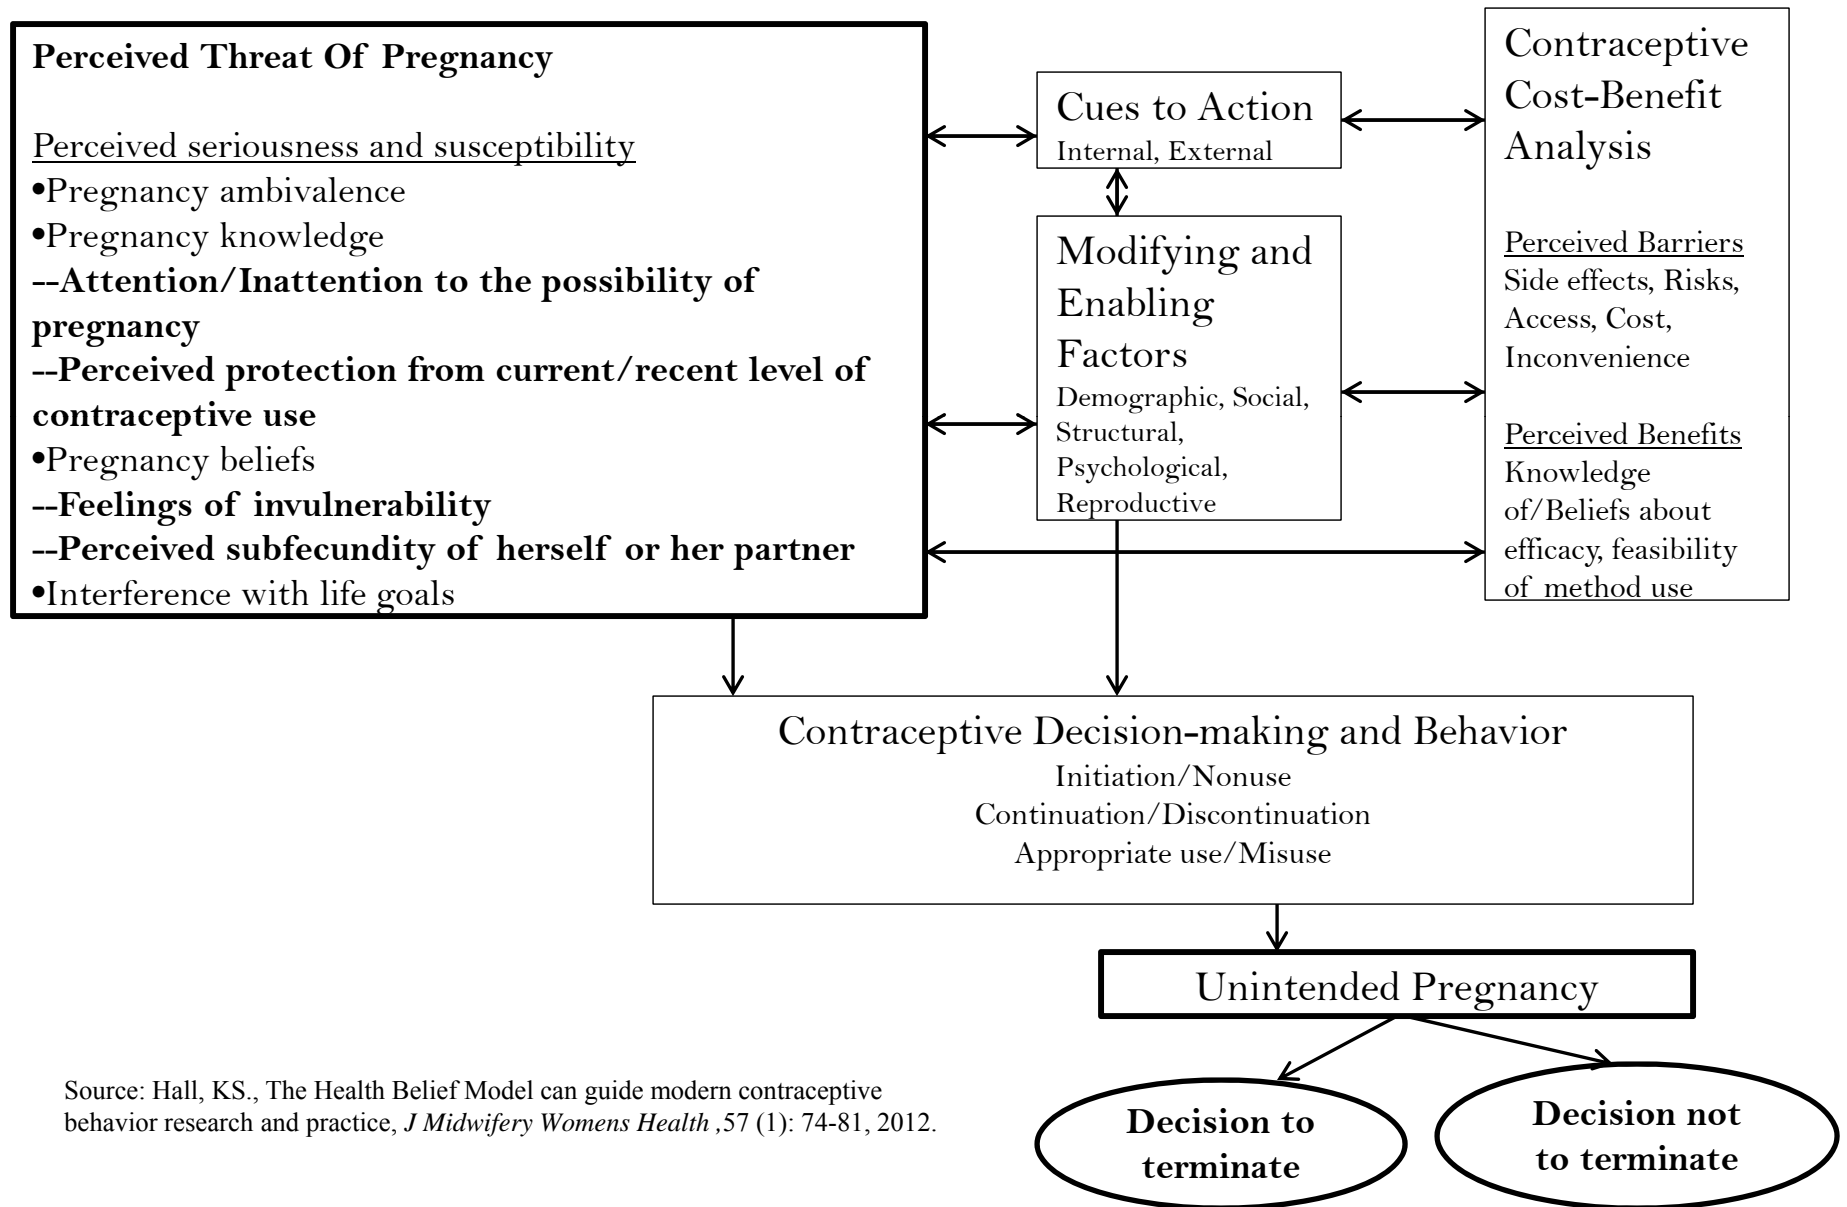 Perceived Threat Of Pregnancy
Perceived seriousness and susceptibility
•Pregnancy ambivalence
•Pregnancy knowledge
--Attention/Inattention to the possibility of
pregnancy
--Perceived protection from current/recent level of
contraceptive use
•Pregnancy beliefs
--Feelings of invulnerability
--Perceived subfecundity of herself or her partner
•Interference with life goals
Cues to Action
Internal, External
Modifying and
Enabling
Factors
Demographic, Social,
Structural,
Psychological,
Reproductive
Contraceptive
Cost-Benefit
Analysis
Perceived Barriers
Side effects, Risks,
Access, Cost,
Inconvenience
Perceived Benefits
Knowledge
of/Beliefs about
efficacy, feasibility
of method use
Contraceptive Decision-making and Behavior
Initiation/Nonuse
Continuation/Discontinuation
Appropriate use/Misuse
Unintended Pregnancy
Decision to
terminate
Decision not
to terminate
Source: Hall, KS., The Health Belief Model can guide modern contraceptive
behavior research and practice, J Midwifery Womens Health ,57 (1): 74-81, 2012.